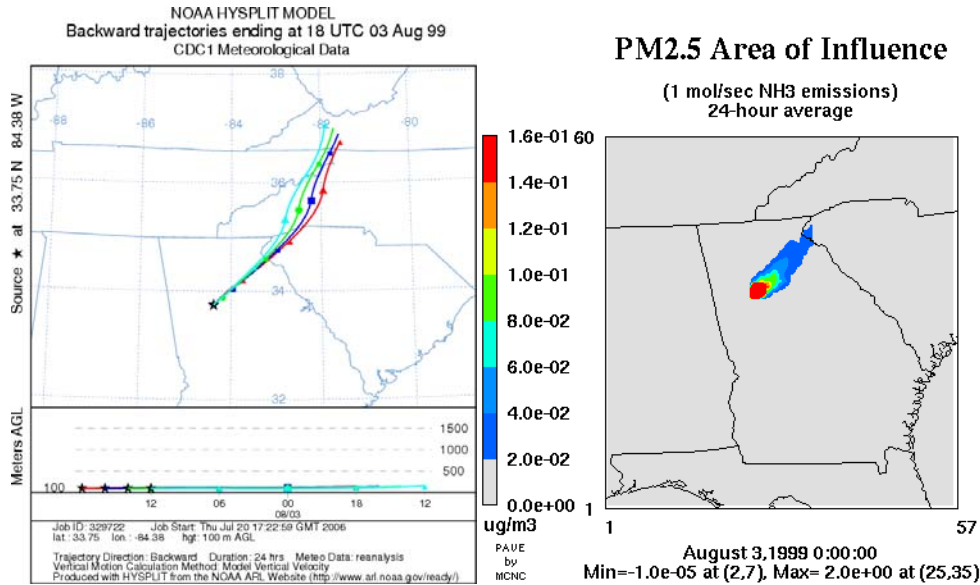 NOAA HYSPLIT MODEL
Backward trajectories ending at 18 UTC 03 Aug 99
CDC1 Meteorological Data
Source ★ at 33.75 N 84.38 W
38
-88
-86
-84
-82
-80
36
34
32
Meters AGL
1500
1000
500
100
12
06
00
18
12
08/03
Job ID: 329722 Job Start: Thu Jul 20 17:22:59 GMT 2006
lat.: 33.75 lon.: -84.38 hgt: 100 m AGL
Trajectory Direction: Backward Duration: 24 hrs Meteo Data: reanalysis
Vertical Motion Calculation Method: Model Vertical Velocity
Produced with HYSPLIT from the NOAA ARL Website (http://www.arl.noaa.gov/ready/)
PM2.5 Area of Influence
(1 mol/sec NH3 emissions)
24-hour average
1.6e-01
1.4e-01
1.2e-01
1.0e-01
8.0e-02
6.0e-02
4.0e-02
2.0e-02
0.0e+00
ug/m3
PAVE
by
MCNC
60
1
1
57
August 3,1999 0:00:00
Min=-1.0e-05 at (2,7), Max= 2.0e+00 at (25,35)